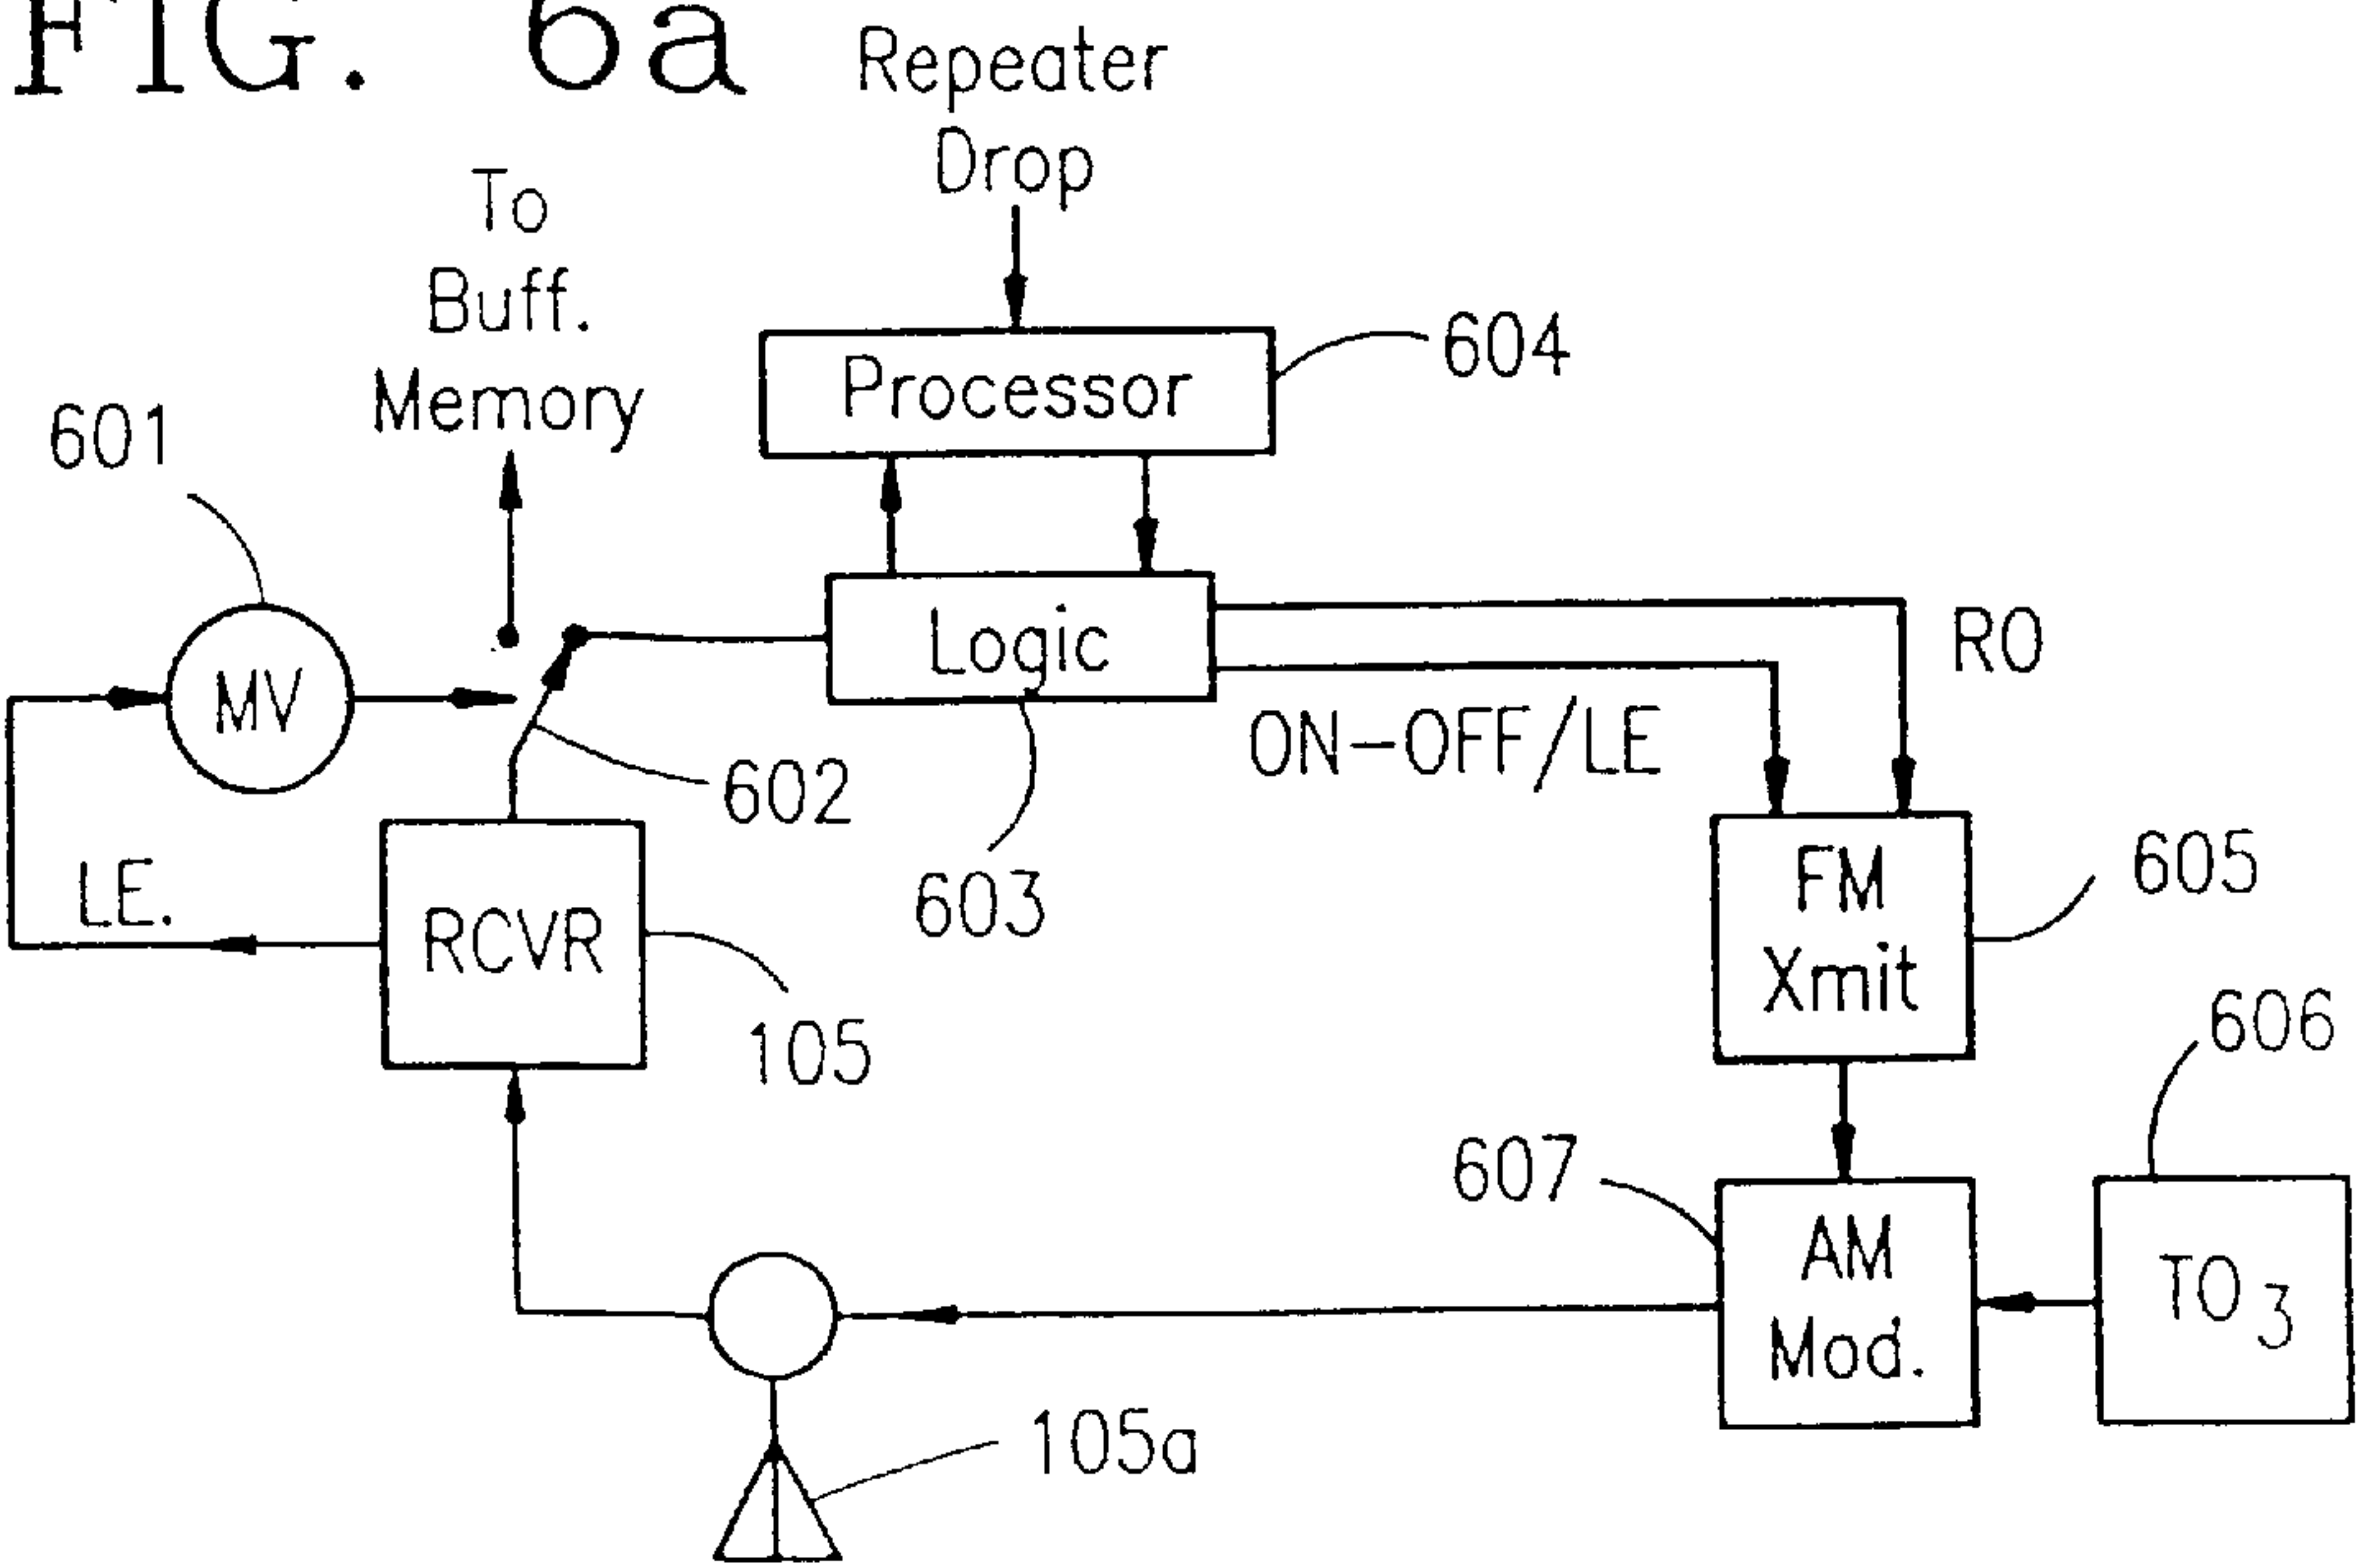 FIG. 6a
Repeater
Drop
To
Buff.
Memory
604
Processor
601
MV
Logic
RO
ON-OFF/LE
602
603
LE.
RCVR
105
FM
Xmit
605
606
607
AM
Mod.
TO3
105a